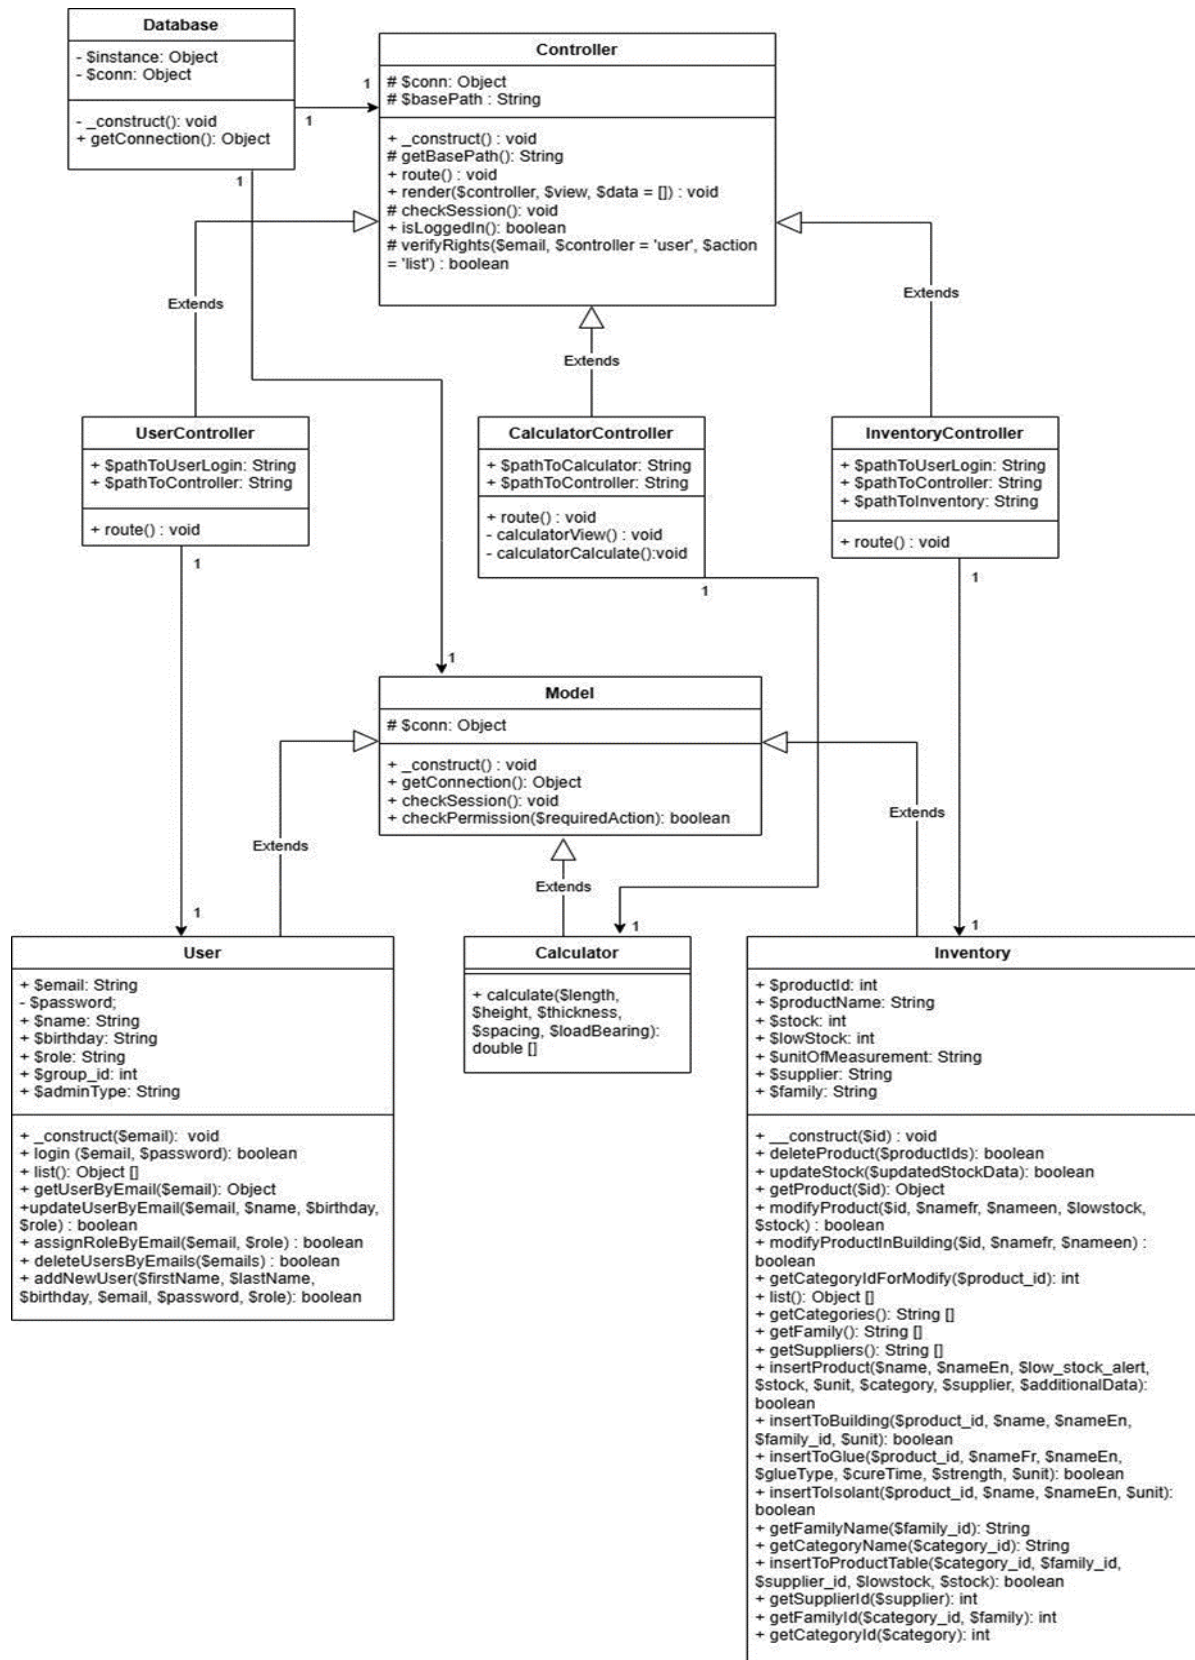 Database
- $instance: Object
- $conn: Object
- _construct(): void
+ getConnection(): Object
1
1
1
Controller
# $conn: Object
# $basePath : String
+ _construct() : void
# getBasePath(): String
+ route() : void
+ render($controller, $view, $data = []) : void
# checkSession(): void
+ isLoggedIn(): boolean
# verifyRights($email, $controller = 'user', $action
= 'list') : boolean
Extends
Extends
Extends
UserController
+ $pathToUserLogin: String
+ $pathToController: String
+ route() : void
1
CalculatorController
+ $pathToCalculator: String
+ $pathToController: String
+ route() : void
- calculatorView() : void
- calculatorCalculate():void
1
InventoryController
+ $pathToUserLogin: String
+ $pathToController: String
+ $pathToInventory: String
+ route() : void
1
1
Model
# $conn: Object
+ _construct() : void
+ getConnection(): Object
+ checkSession(): void
+ checkPermission($requiredAction): boolean
Extends
Extends
Extends
1
1
1
User
+ $email: String
- $password;
+ $name: String
+ $birthday: String
+ $role: String
+ $group_id: int
+ $adminType: String
+ _construct($email):  void
+ login ($email, $password): boolean
+ list(): Object []
+ getUserByEmail($email): Object
+updateUserByEmail($email, $name, $birthday,
$role) : boolean
+ assignRoleByEmail($email, $role) : boolean
+ deleteUsersByEmails($emails) : boolean
+ addNewUser($firstName, $lastName,
$birthday, $email, $password, $role): boolean
Calculator
+ calculate($length,
$height, $thickness,
$spacing, $loadBearing):
double []
Inventory
+ $productId: int
+ $productName: String
+ $stock: int
+ $lowStock: int
+ $unitOfMeasurement: String
+ $supplier: String
+ $family: String
+ __construct($id) : void
+ deleteProduct($productIds): boolean
+ updateStock($updatedStockData): boolean
+ getProduct($id): Object
+ modifyProduct($id, $namefr, $nameen, $lowstock,
$stock) : boolean
+ modifyProductInBuilding($id, $namefr, $nameen) :
boolean
+ getCategoryIdForModify($product_id): int
+ list(): Object []
+ getCategories(): String []
+ getFamily(): String []
+ getSuppliers(): String []
+ insertProduct($name, $nameEn, $low_stock_alert,
$stock, $unit, $category, $supplier, $additionalData):
boolean
+ insertToBuilding($product_id, $name, $nameEn,
$family_id, $unit): boolean
+ insertToGlue($product_id, $nameFr, $nameEn,
$glueType, $cureTime, $strength, $unit): boolean
+ insertToIsolant($product_id, $name, $nameEn, $unit):
boolean
+ getFamilyName($family_id): String
+ getCategoryName($category_id): String
+ insertToProductTable($category_id, $family_id,
$supplier_id, $lowstock, $stock): boolean
+ getSupplierId($supplier): int
+ getFamilyId($category_id, $family): int
+ getCategoryId($category): int